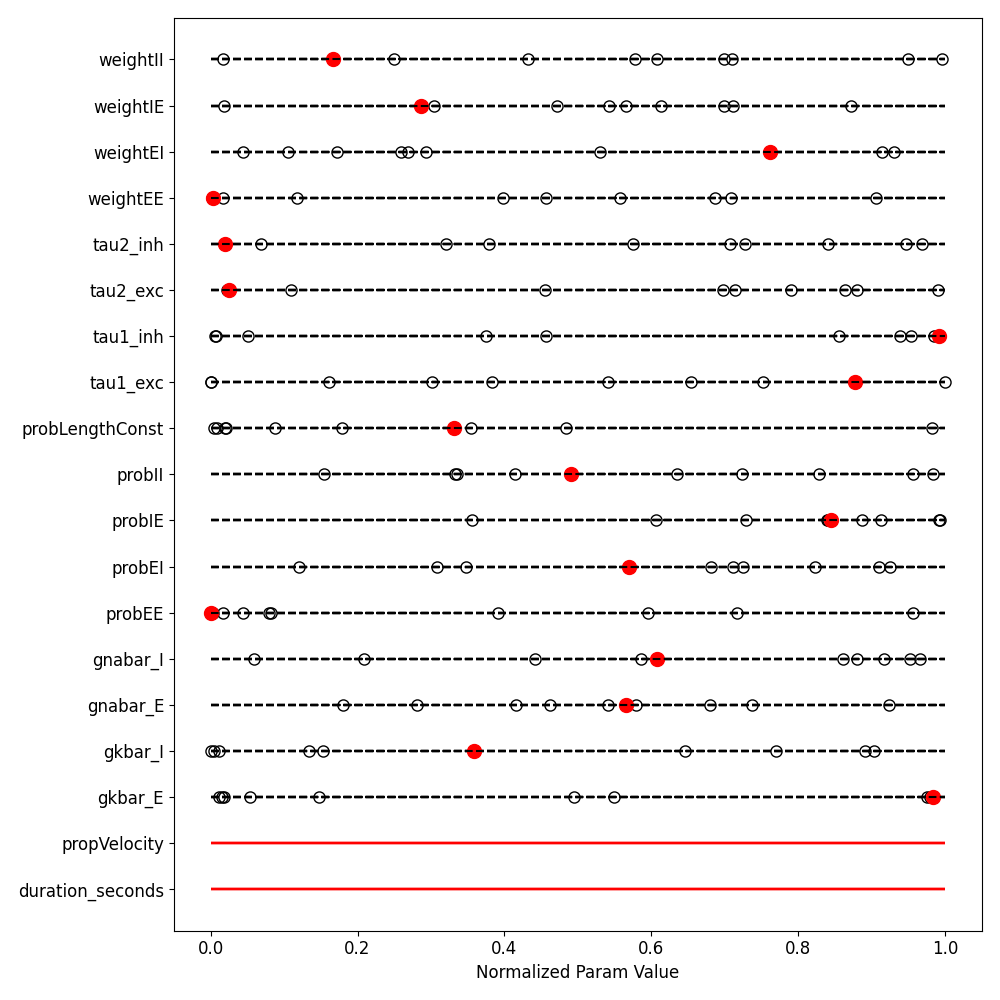 weightII
weightIE
weightEI
weightEE
tau2_inh
tau2_exc
tau1_inh
tau1_exc
probLengthConst
probII
probIE
probEI
probEE
gnabar_I
gnabar_E
gkbar_I
gkbar_E
propVelocity
duration_seconds
0.0 0.2 0.4 0.6 0.8 1.0
Normalized Param Value